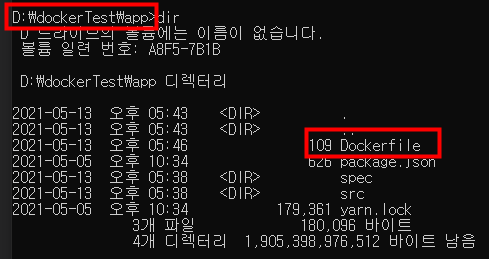 D:\dockerTest\app>dir
D 드라이브의 볼륨에는 이름이 없습니다.
볼륨 일련 번호: A8F5-7B1B
D:\dockerTest\app 디렉터리
2021-05-13 오후 05:43 <DIR> .
2021-05-13 오후 05:43 <DIR> ..
2021-05-13 오후 05:46 109 Dockerfile
2021-05-05 오후 10:34 626 package.json
2021-05-13 오후 05:38 <DIR> spec
2021-05-13 오후 05:38 <DIR> src
2021-05-05 오후 10:34 179,361 yarn.lock
3개 파일 180,096 바이트
4개 디렉터리 1,905,398,976,512 바이트 남음